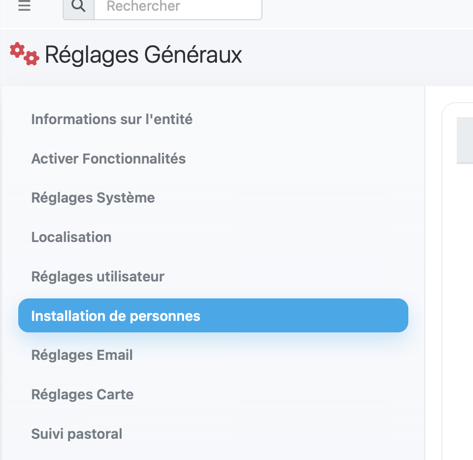 Rechercher
Réglages Généraux
Informations sur l'entité
Activer Fonctionnalités
Réglages Système
Localisation
Réglages utilisateur
Installation de personnes
Réglages Email
Réglages Carte
Suivi pastoral